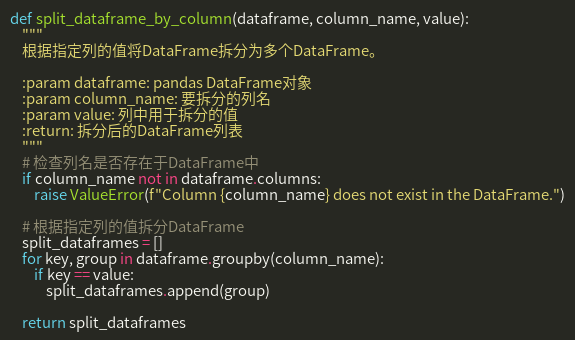 def split_dataframe_by_column(dataframe, column_name, value):
    """
    根据指定列的值将DataFrame拆分为多个DataFrame。

    :param dataframe: pandas DataFrame对象
    :param column_name: 要拆分的列名
    :param value: 列中用于拆分的值
    :return: 拆分后的DataFrame列表
    """
    # 检查列名是否存在于DataFrame中
    if column_name not in dataframe.columns:
        raise ValueError(f"Column {column_name} does not exist in the DataFrame.")

    # 根据指定列的值拆分DataFrame
    split_dataframes = []
    for key, group in dataframe.groupby(column_name):
        if key == value:
            split_dataframes.append(group)

    return split_dataframes